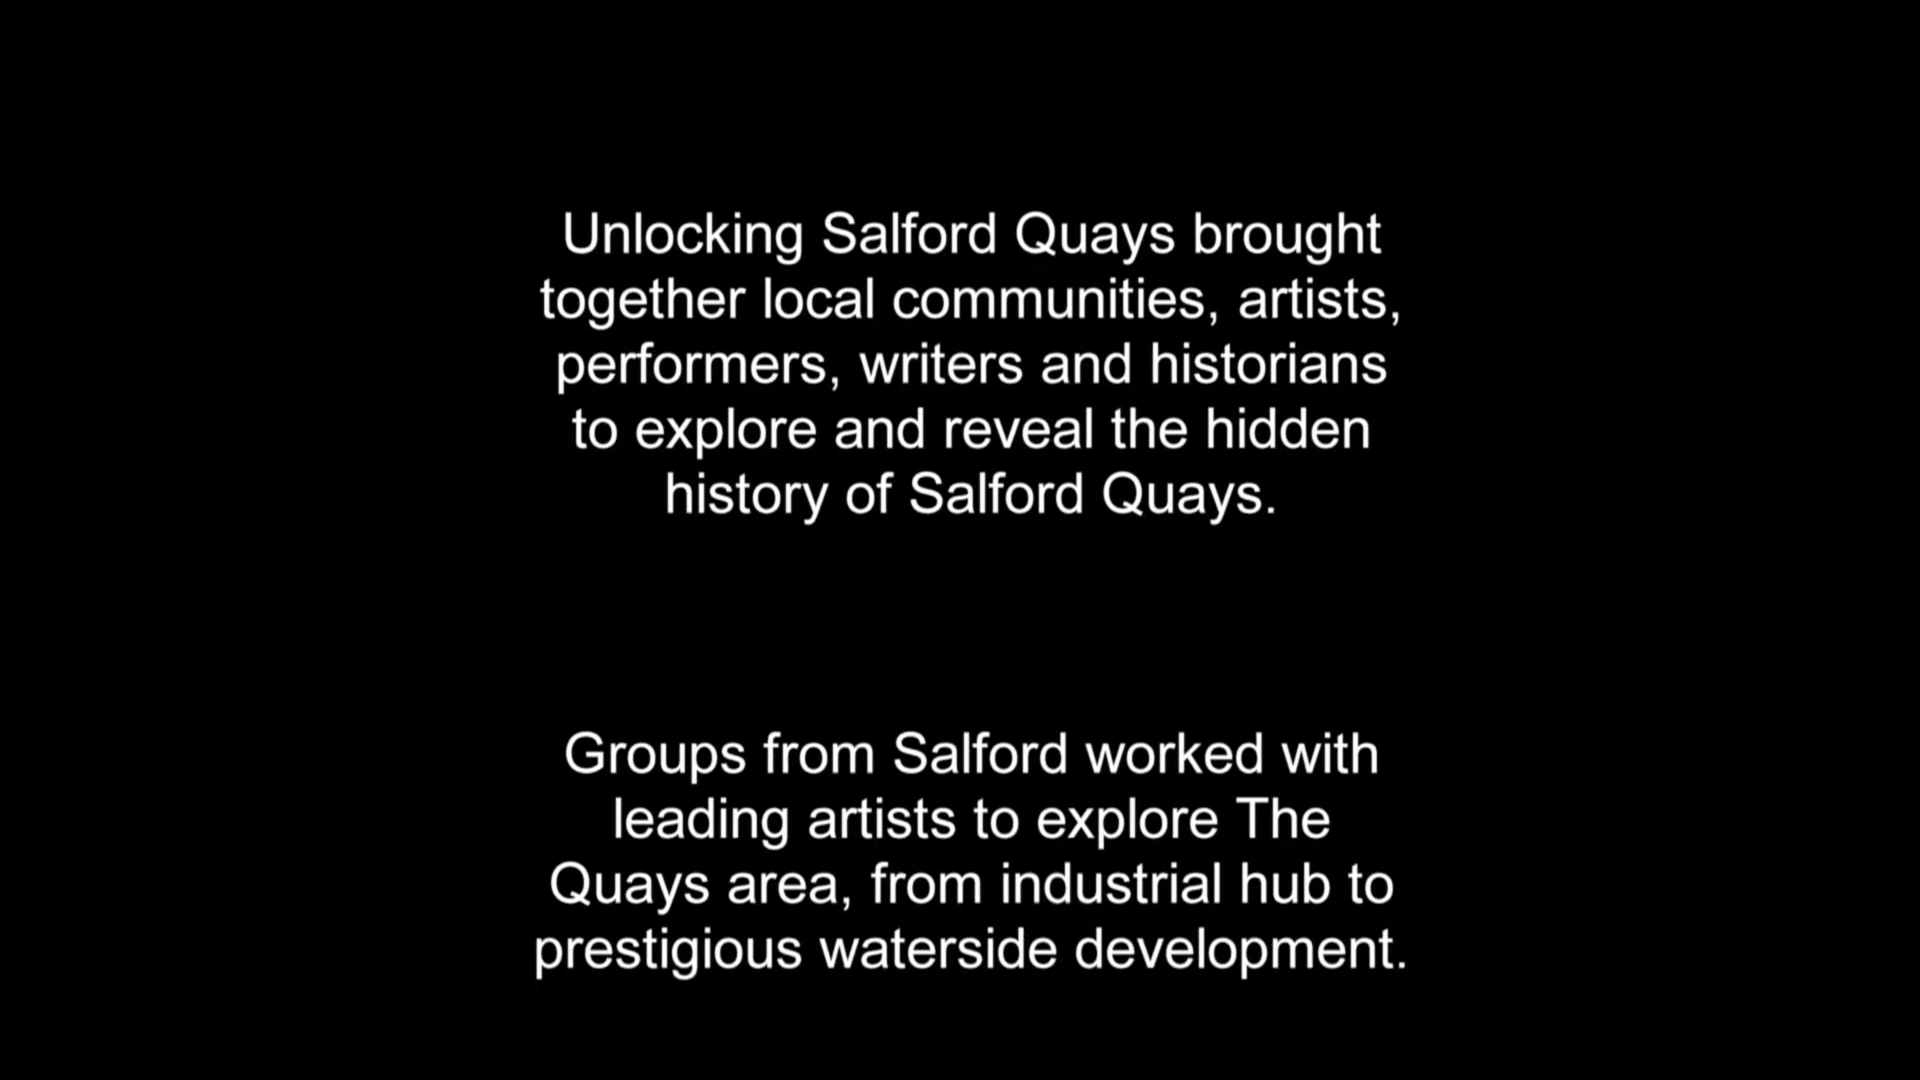 Unlocking Salford Quays brought
together local communities, artists,
performers, writers and historians
to explore and reveal the hidden
history of Salford Quays.
Groups from Salford worked with
leading artists to explore The
Quays area, from industrial hub to
prestigious waterside development.